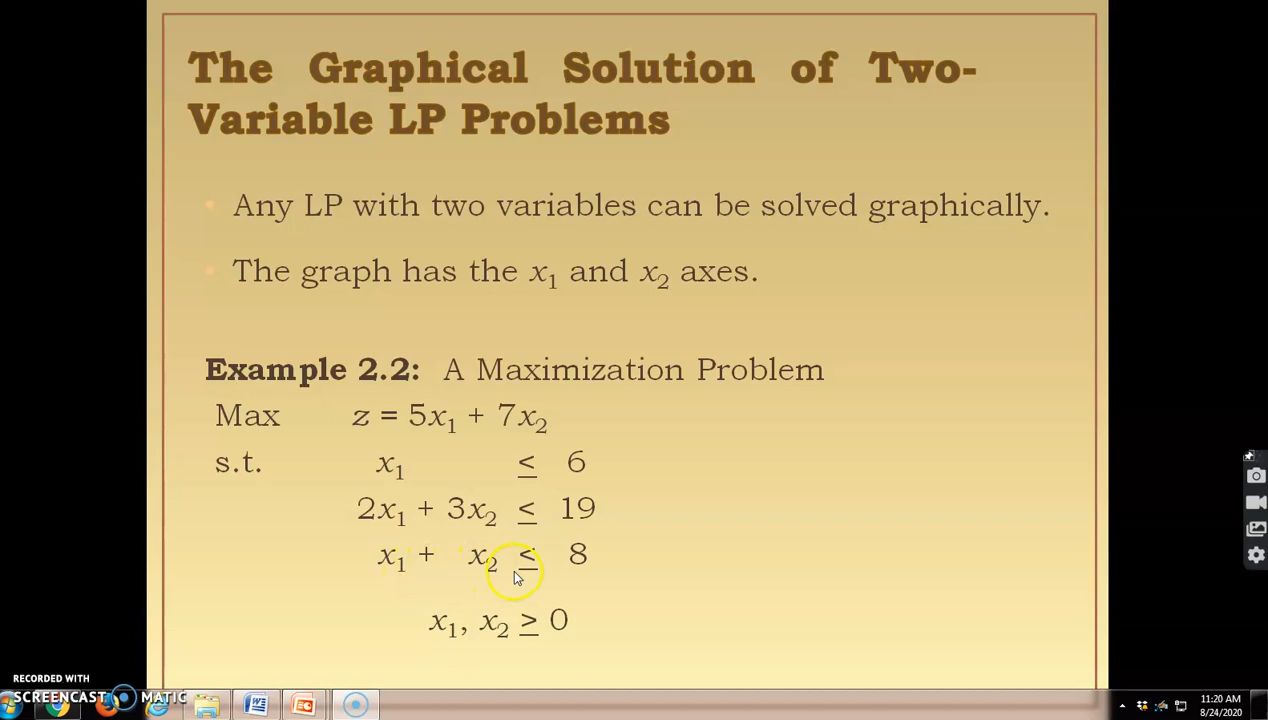 The Graphical Solution of Two-
Variable LP Problems
• Any LP with two variables can be solved graphically.
• The graph has the x₁ and x₂ axes.
Example 2.2: A Maximization Problem
Max z = 5x₁ + 7x₂
s.t. x₁ ≤ 6
2x₁ + 3x₂ ≤ 19
x₁ + x₂ ≤ 8
x₁, x₂ ≥ 0
RECORDED WITH
SCREENCAST MATIC
11:20 AM
8/24/2020